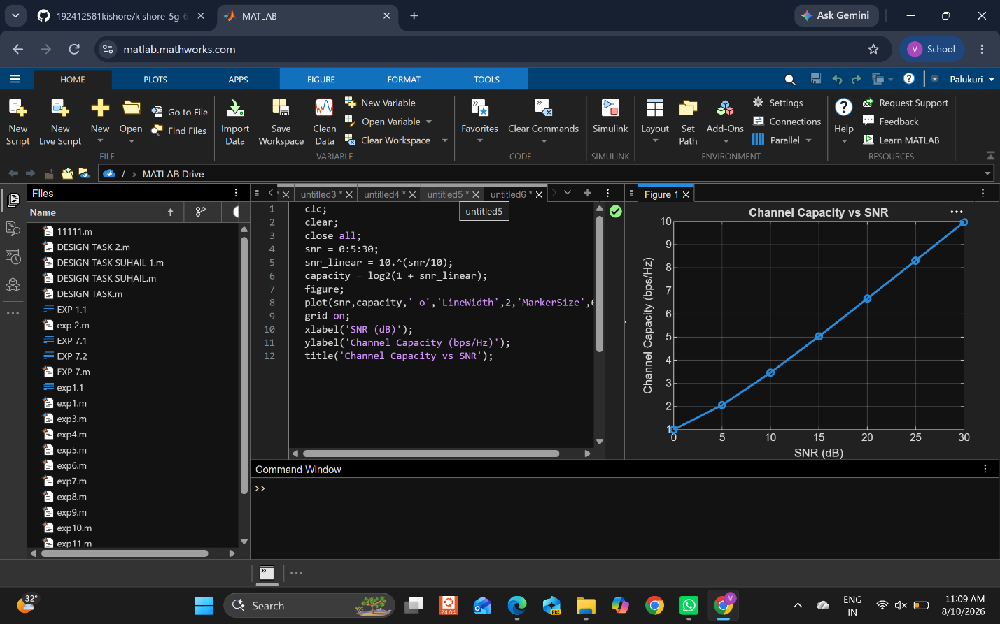 192412581kishore/kishore-5g-6
MATLAB
Ask Gemini
matlab.mathworks.com
V
School
HOME
PLOTS
APPS
FIGURE
FORMAT
TOOLS
Palukuri
New Script
New Live Script
New
Open
Go to File
Find Files
Import Data
Save Workspace
Clean Data
New Variable
Open Variable
Clear Workspace
Favorites
Clear Commands
Simulink
Layout
Set Path
Add-Ons
Settings
Connections
Parallel
Help
Request Support
Feedback
Learn MATLAB
FILE
VARIABLE
CODE
SIMULINK
ENVIRONMENT
RESOURCES
/ › MATLAB Drive
Files
Name
11111.m
DESIGN TASK 2.m
DESIGN TASK SUHAIL 1.m
DESIGN TASK SUHAIL.m
DESIGN TASK.m
EXP 1.1
exp 2.m
EXP 7.1
EXP 7.2
EXP 7.m
exp1.1
exp1.m
exp3.m
exp4.m
exp5.m
exp6.m
exp7.m
exp8.m
exp9.m
exp10.m
exp11.m
untitled3 *
untitled4 *
untitled5 *
untitled6 *
untitled5
1 clc;
2 clear;
3 close all;
4 snr = 0:5:30;
5 snr_linear = 10.^(snr/10);
6 capacity = log2(1 + snr_linear);
7 figure;
8 plot(snr,capacity,'-o','LineWidth',2,'MarkerSize',
9 grid on;
10 xlabel('SNR (dB)');
11 ylabel('Channel Capacity (bps/Hz)');
12 title('Channel Capacity vs SNR');
Figure 1
Channel Capacity vs SNR
Channel Capacity (bps/Hz)
10
9
8
7
6
5
4
3
2
1
0 5 10 15 20 25 30
SNR (dB)
Command Window
>>
32°
Search
24.04
PRE
V
ENG
IN
11:09 AM
8/10/2026